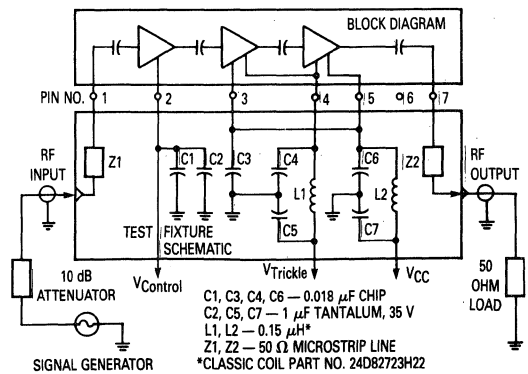 BLOCK DIAGRAM
PIN NO. 1 2 3 4 5 6 7
RF INPUT
Z1
C1 C2 C3 C4 C6 Z2
RF OUTPUT
L1 L2
C5 C7
TEST FIXTURE SCHEMATIC
10 dB ATTENUATOR
VControl
VTrickle
VCC
50 OHM LOAD
C1, C3, C4, C6 — 0.018 µF CHIP
C2, C5, C7 — 1 µF TANTALUM, 35 V
L1, L2 — 0.15 µH*
Z1, Z2 — 50 Ω MICROSTRIP LINE
*CLASSIC COIL PART NO. 24D82723H22
SIGNAL GENERATOR